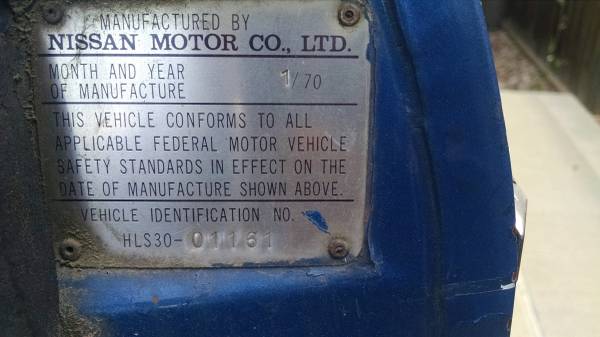 MANUFACTURED BY
NISSAN MOTOR CO., LTD.
MONTH AND YEAR
OF MANUFACTURE 1/70
THIS VEHICLE CONFORMS TO ALL
APPLICABLE FEDERAL MOTOR VEHICLE
SAFETY STANDARDS IN EFFECT ON THE
DATE OF MANUFACTURE SHOWN ABOVE.
VEHICLE IDENTIFICATION NO.
HLS30-01161